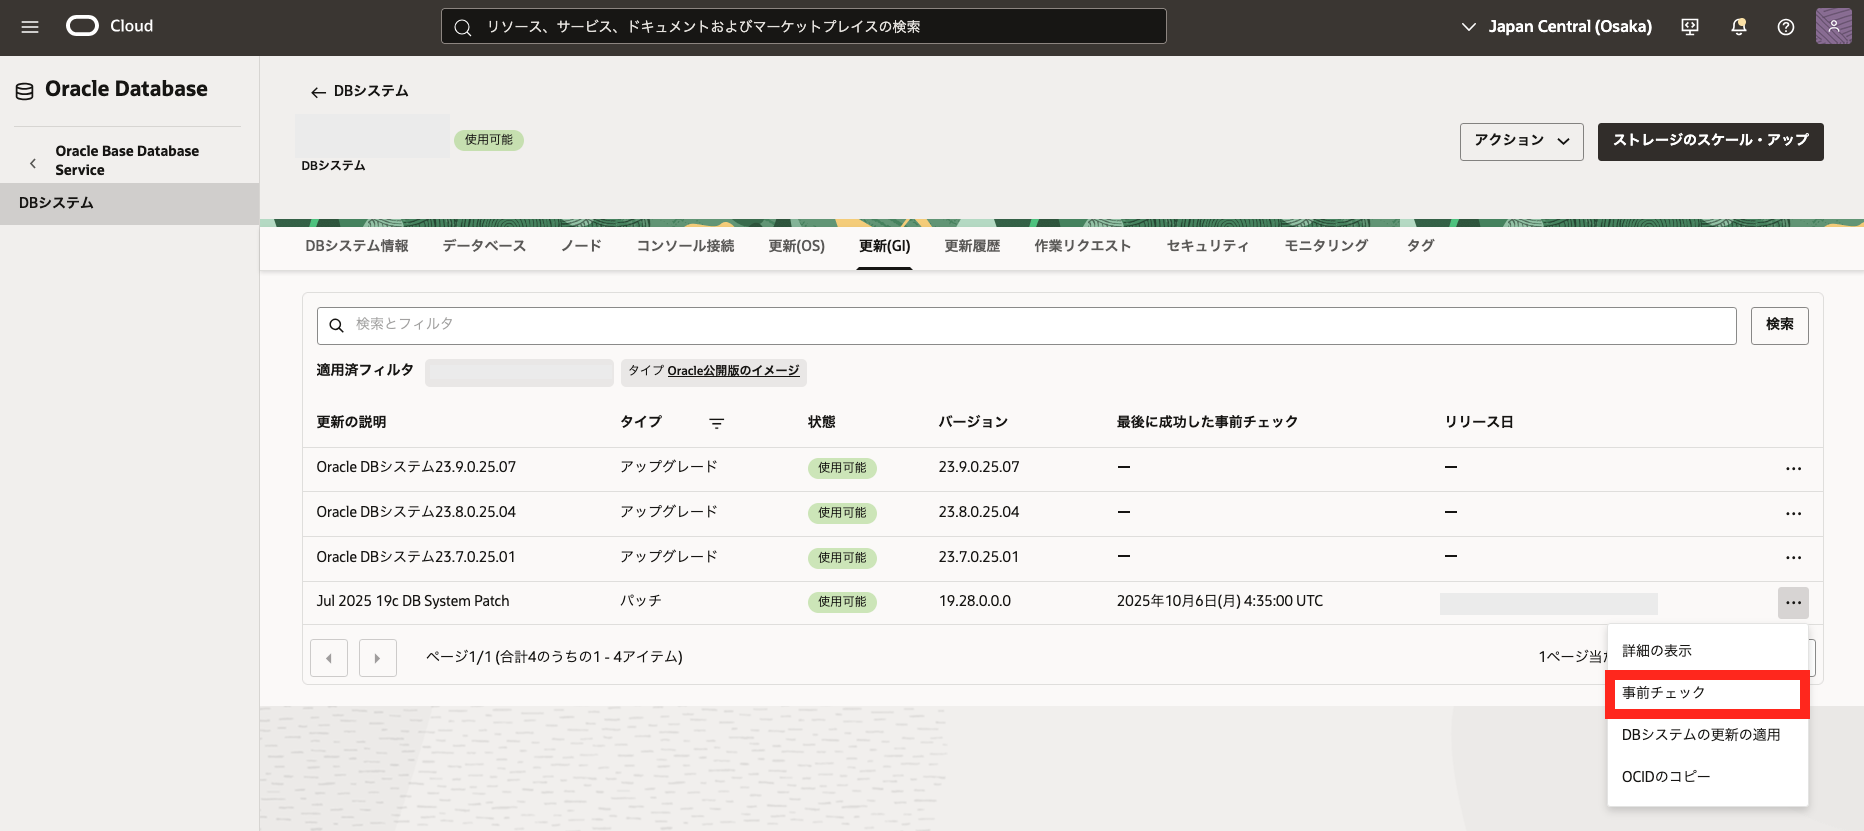 Cloud
リソース、サービス、ドキュメントおよびマーケットプレイスの検索
Japan Central (Osaka)
Oracle Database
Oracle Base Database
Service
DBシステム
DBシステム
使用可能
DBシステム
アクション
ストレージのスケール・アップ
DBシステム情報 データベース ノード コンソール接続 更新(OS) 更新(GI) 更新履歴 作業リクエスト セキュリティ モニタリング タグ
検索とフィルタ
検索
適用済フィルタ タイプ Oracle公開版のイメージ
更新の説明 タイプ 状態 バージョン 最後に成功した事前チェック リリース日
Oracle DBシステム23.9.0.25.07 アップグレード 使用可能 23.9.0.25.07 — — ...
Oracle DBシステム23.8.0.25.04 アップグレード 使用可能 23.8.0.25.04 — — ...
Oracle DBシステム23.7.0.25.01 アップグレード 使用可能 23.7.0.25.01 — — ...
Jul 2025 19c DB System Patch パッチ 使用可能 19.28.0.0.0 2025年10月6日(月) 4:35:00 UTC ...
ページ1/1 (合計4のうちの1 - 4アイテム)
1ページ当
詳細の表示
事前チェック
DBシステムの更新の適用
OCIDのコピー